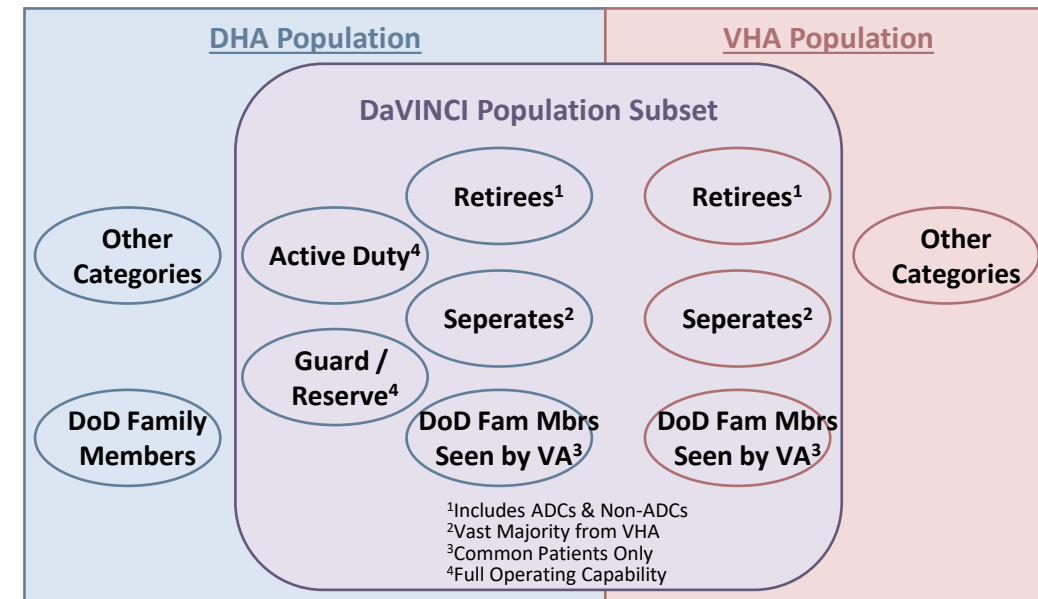 DHA Population
VHA Population
DaVINCI Population Subset
Other
Categories
DoD Family
Members
Active Duty⁴
Guard /
Reserve⁴
Retirees¹
Seperates²
DoD Fam Mbrs
Seen by VA³
Retirees¹
Seperates²
DoD Fam Mbrs
Seen by VA³
Other
Categories
¹Includes ADCs & Non-ADCs
²Vast Majority from VHA
³Common Patients Only
⁴Full Operating Capability